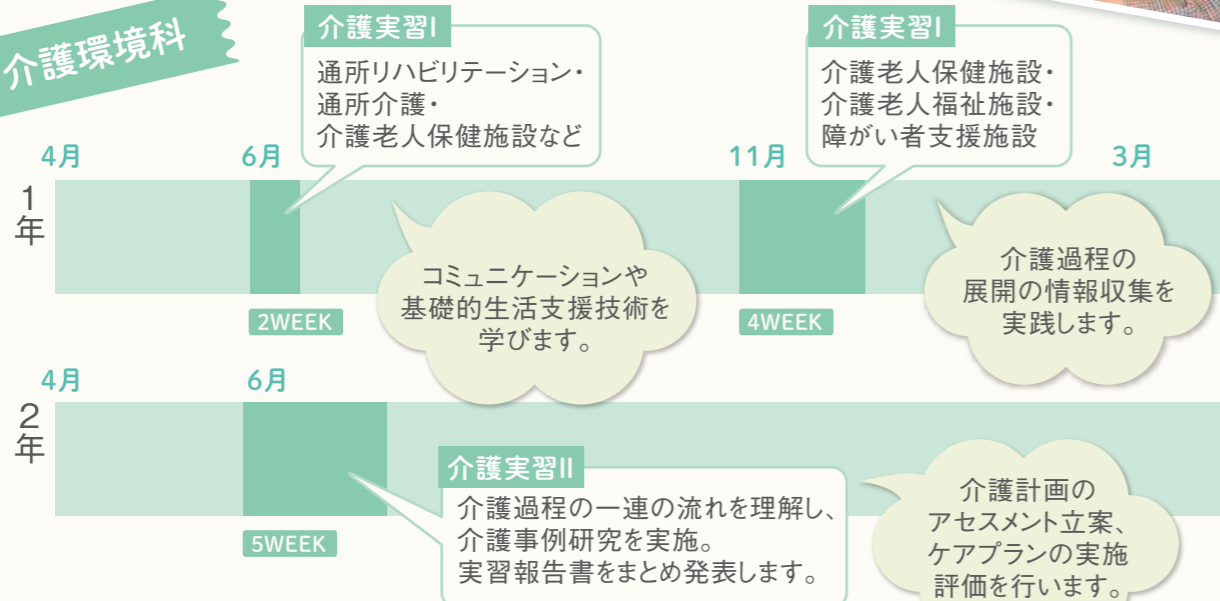 介護環境科
介護実習I
通所リハビリテーション・
通所介護・
介護老人保健施設など
介護実習I
介護老人保健施設・
介護老人福祉施設・
障がい者支援施設
4月
6月
11月
3月
1年
コミュニケーションや
基礎的生活支援技術を
学びます。
介護過程の
展開の情報収集を
実践します。
2WEEK
4WEEK
4月
6月
2年
介護実習II
介護過程の一連の流れを理解し、
介護事例研究を実施。
実習報告書をまとめ発表します。
介護計画の
アセスメント立案、
ケアプランの実施
評価を行います。
5WEEK